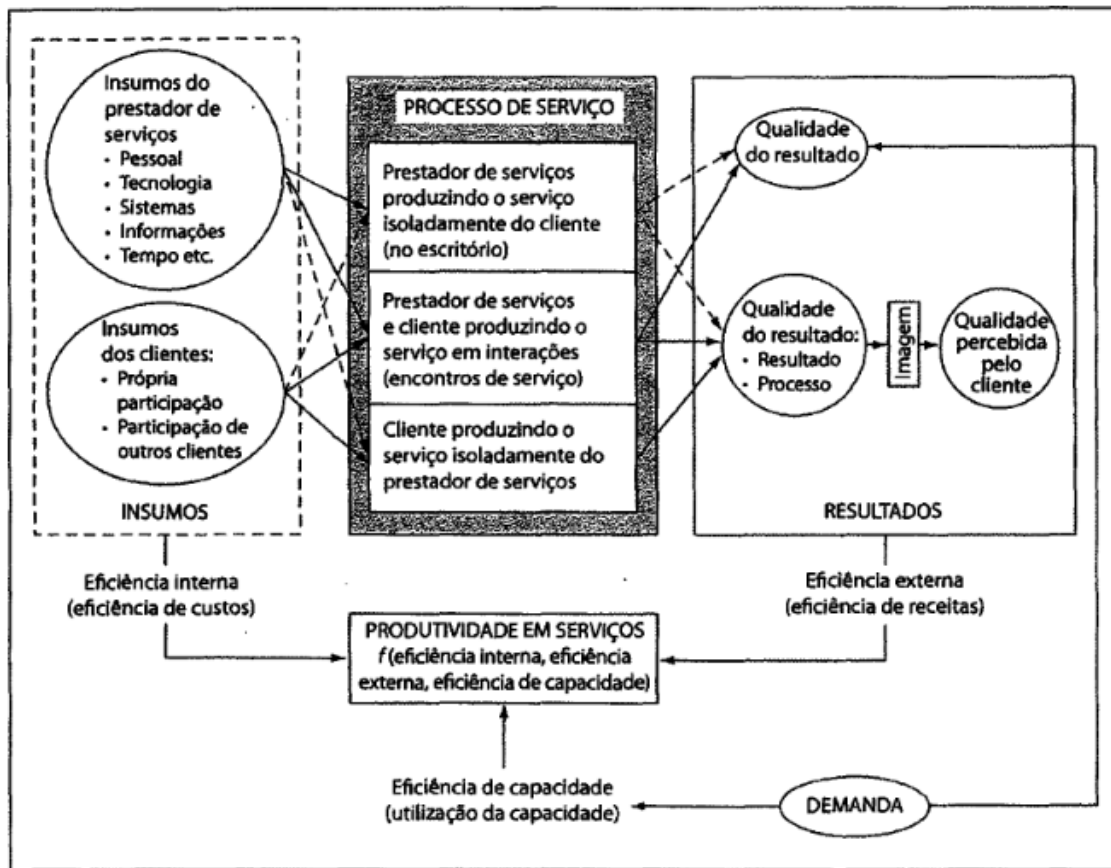 Insumos do
prestador de
serviços
• Pessoal
• Tecnologia
• Sistemas
• Informações
• Tempo etc.
Insumos
dos clientes:
• Própria
participação
• Participação de
outros clientes
INSUMOS
PROCESSO DE SERVIÇO
Prestador de serviços
produzindo o serviço
isoladamente do cliente
(no escritório)
Prestador de serviços
e cliente produzindo o
serviço em interações
(encontros de serviço)
Cliente produzindo o
serviço isoladamente do
prestador de serviços
Qualidade
do resultado
Qualidade
do resultado:
• Resultado
• Processo
Imagem
Qualidade
percebida
pelo
cliente
RESULTADOS
Eficiência interna
(eficiência de custos)
Eficiência externa
(eficiência de receitas)
PRODUTIVIDADE EM SERVIÇOS
f (eficiência interna, eficiência
externa, eficiência de capacidade)
Eficiência de capacidade
(utilização da capacidade)
DEMANDA